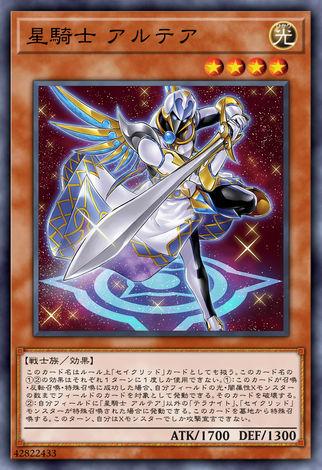 星騎士 アルテア
光
【戦士族／効果】
このカード名はルール上「セイクリッド」カードとしても扱う。このカード名の
①②の効果はそれぞれ１ターンに１度しか使用できない。①：このカードが召喚
・反転召喚・特殊召喚に成功した場合、自分フィールドの光・闇属性Xモンスター
の数までフィールドのカードを対象として発動できる。そのカードを破壊する。
②：自分フィールドに「星騎士 アルテア」以外の「テラナイト」、「セイクリッド」
モンスターが特殊召喚された場合に発動できる。このカードを墓地から特殊召
喚する。このターン、自分はXモンスターでしか攻撃宣言できない。
ATK/1700 DEF/1300
42822433